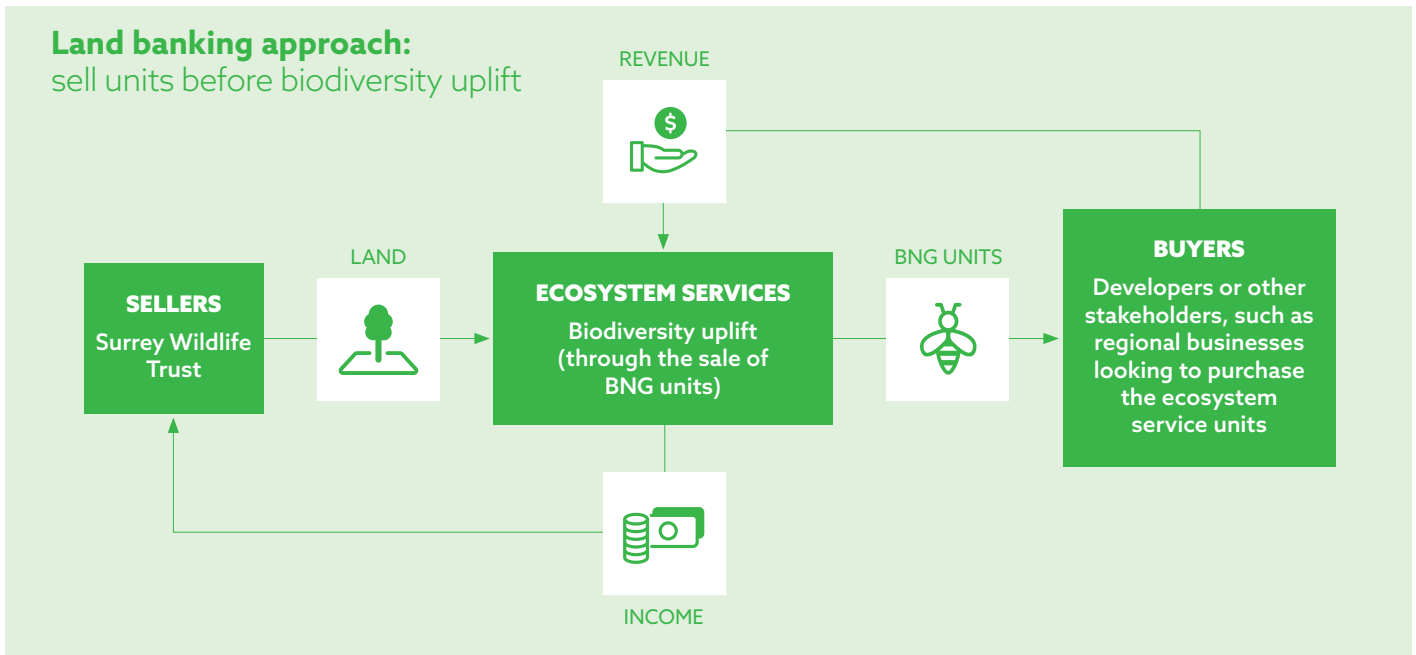 Land banking approach:
sell units before biodiversity uplift
REVENUE
$
LAND
BNG UNITS
SELLERS
Surrey Wildlife
Trust
ECOSYSTEM SERVICES
Biodiversity uplift
(through the sale of
BNG units)
BUYERS
Developers or other
stakeholders, such as
regional businesses
looking to purchase
the ecosystem
service units
INCOME